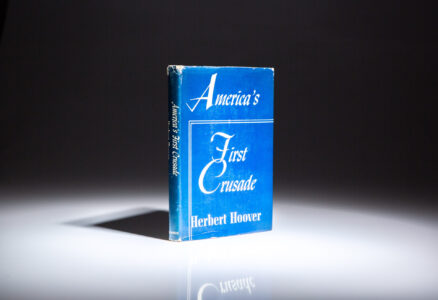 America's
First
Crusade
Herbert Hoover
America's First Crusade